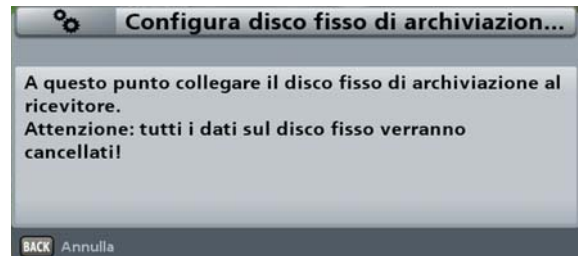 Configura disco fisso di archiviazion...
A questo punto collegare il disco fisso di archiviazione al
ricevitore.
Attenzione: tutti i dati sul disco fisso verranno
cancellati!
BACK Annulla